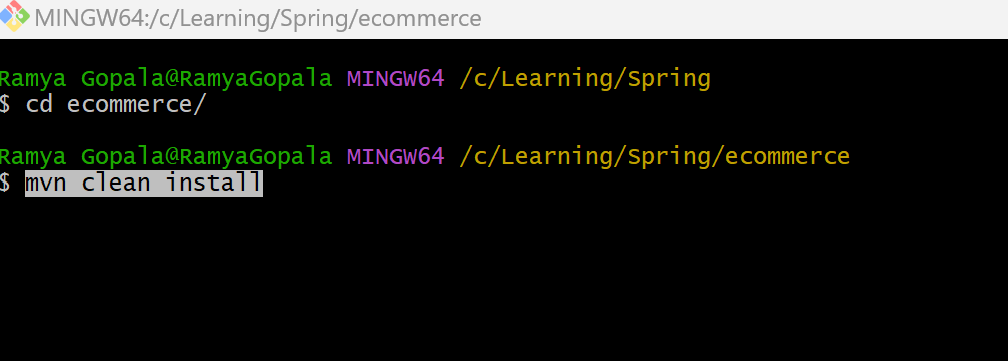 MINGW64:/c/Learning/Spring/ecommerce
Ramya Gopala@RamyaGopala MINGW64 /c/Learning/Spring
$ cd ecommerce/
Ramya Gopala@RamyaGopala MINGW64 /c/Learning/Spring/ecommerce
$ mvn clean install